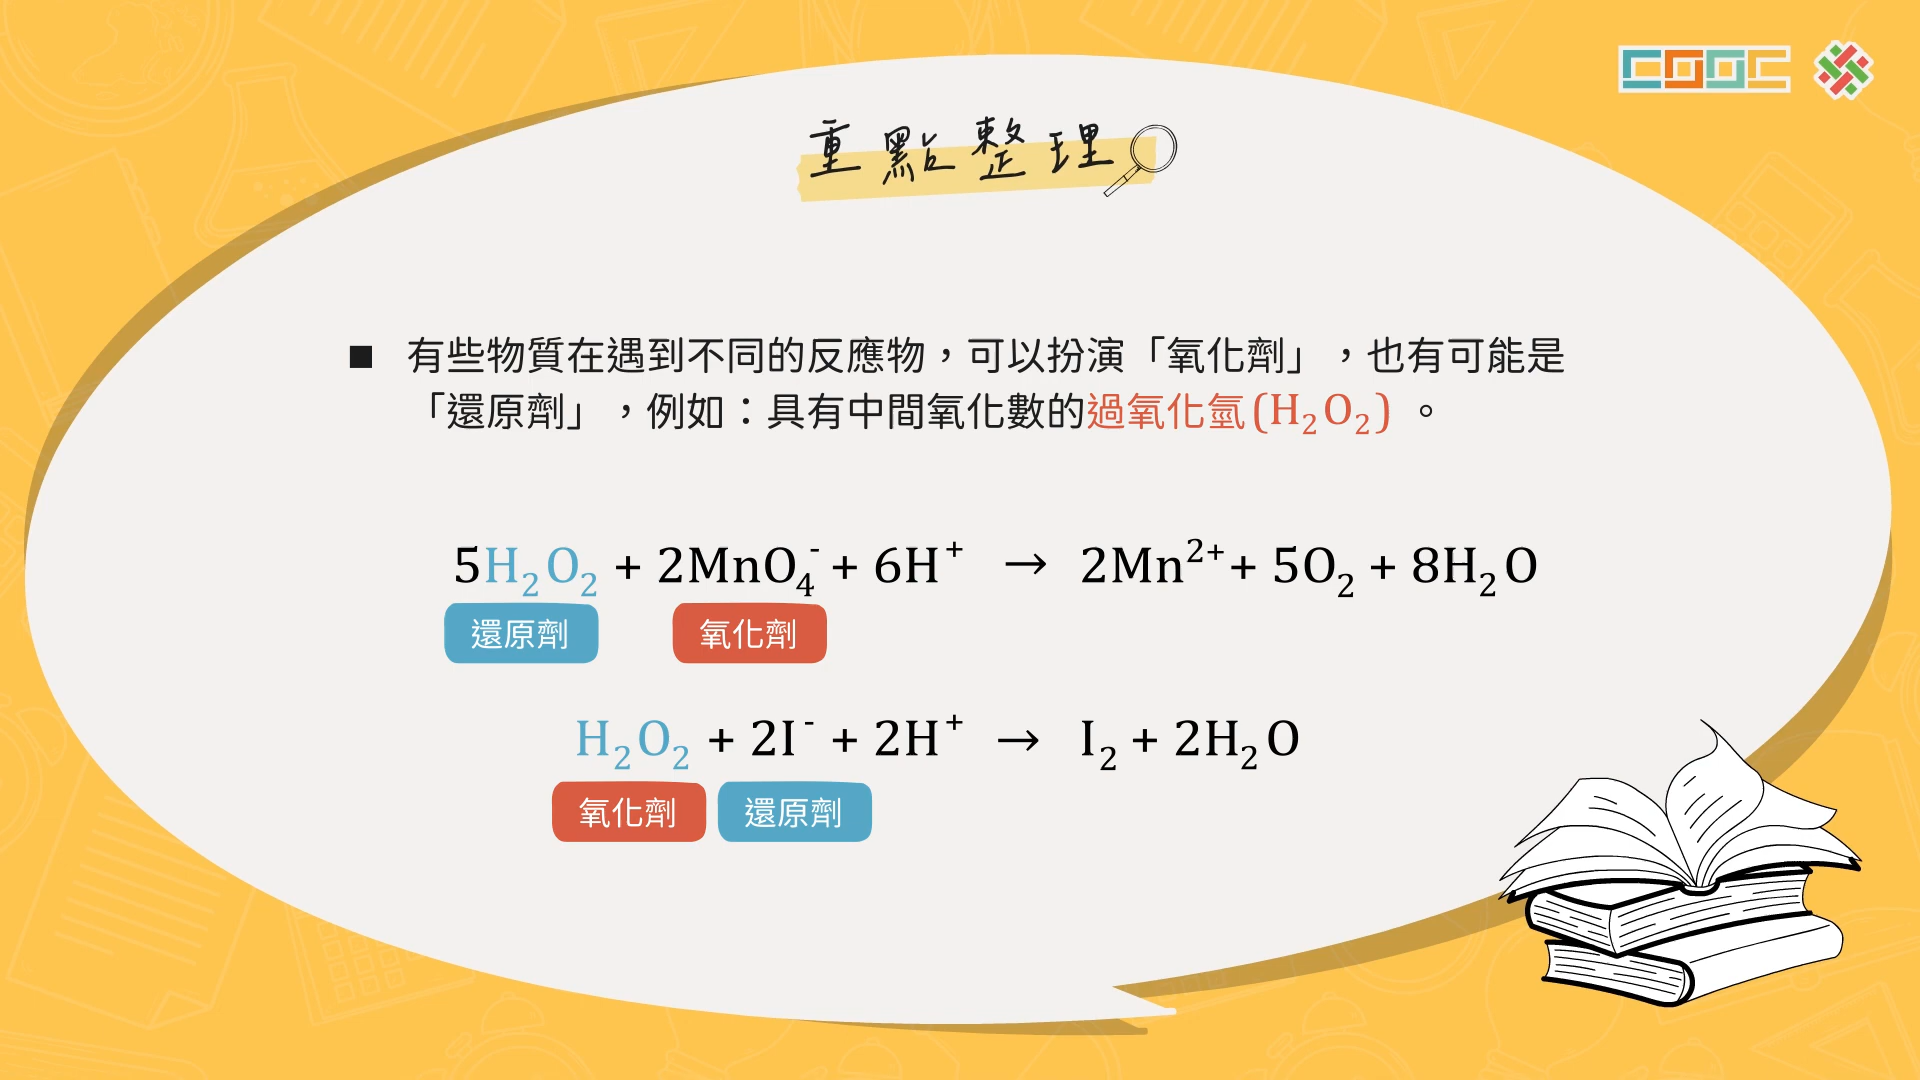 COOC
重點整理
■ 有些物質在遇到不同的反應物，可以扮演「氧化劑」，也有可能是
「還原劑」，例如：具有中間氧化數的過氧化氫(H₂O₂)。
5H₂O₂ + 2MnO₄⁻ + 6H⁺ → 2Mn²⁺ + 5O₂ + 8H₂O
還原劑 氧化劑
H₂O₂ + 2I⁻ + 2H⁺ → I₂ + 2H₂O
氧化劑 還原劑